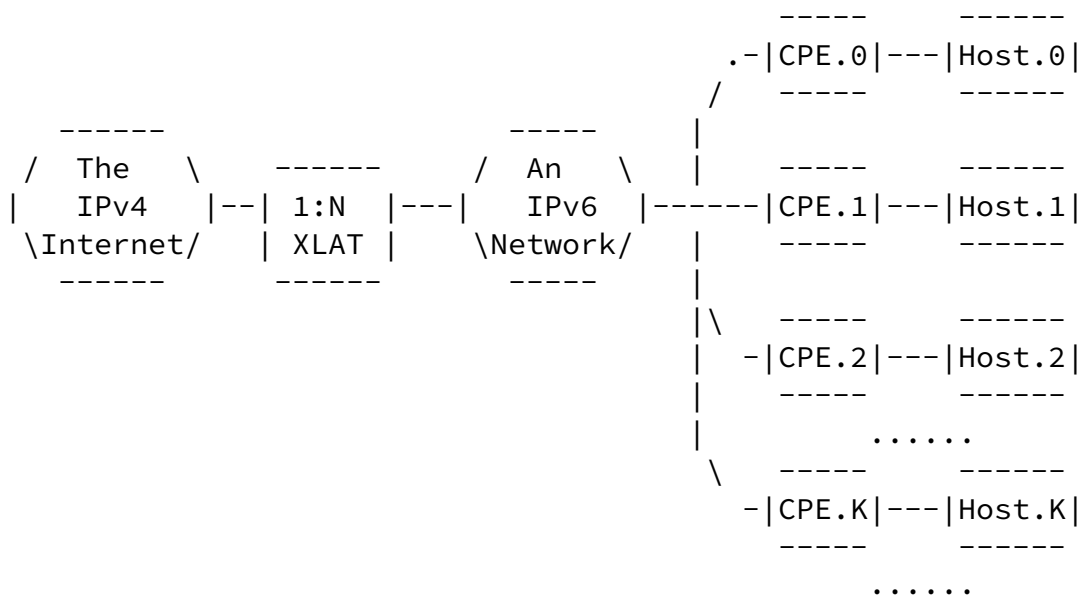 -----     ------
                                              .-|CPE.0|---|Host.0|
                                             /   -----     ------
   ------                       -----       |
 /  The   \     ------      /  An   \    |    -----     ------
|   IPv4   |--| 1:N  |---|   IPv6  |------|CPE.1|---|Host.1|
 \Internet/    | XLAT |     \Network/    |    -----     ------
   ------      ------       -----       |
                                            |\   -----     ------
                                            |  -|CPE.2|---|Host.2|
                                            |    -----     ------
                                            |         ......
                                             \   -----     ------
                                               -|CPE.K|---|Host.K|
                                                 -----     ------
                                                      ......